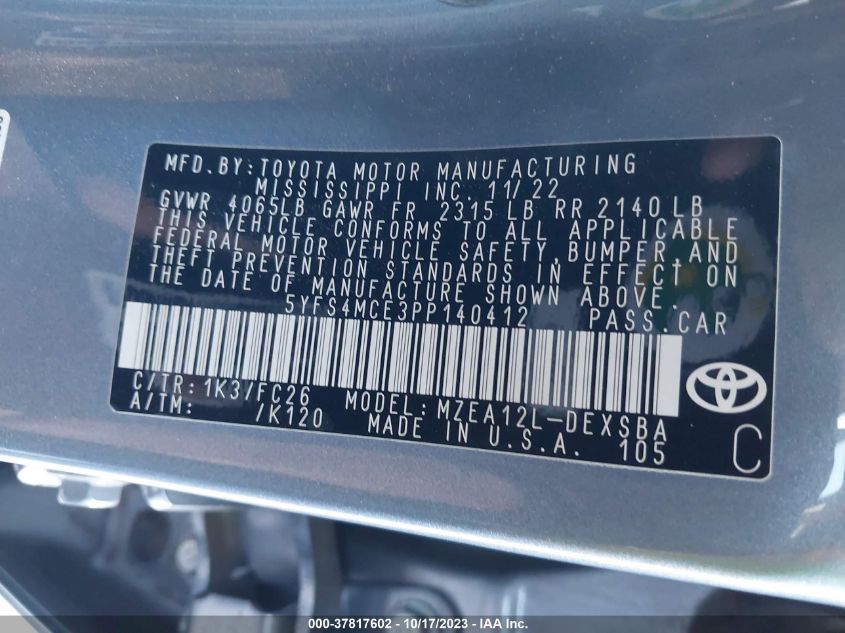 MFD. BY: TOYOTA MOTOR MANUFACTURING
MISSISSIPPI INC. 11/22
GVWR 4065LB GAWR FR 2315 LB RR 2140 LB
THIS VEHICLE CONFORMS TO ALL APPLICABLE
FEDERAL MOTOR VEHICLE SAFETY, BUMPER, AND
THEFT PREVENTION STANDARDS IN EFFECT ON
THE DATE OF MANUFACTURE SHOWN ABOVE.
5YFS4MCE3PP140412 PASS. CAR
C/TR: 1K3/FC26 MODEL: MZEA12L-DEXSBA
A/TM: /K120 MADE IN U.S.A. 105
C
000-37817602 - 10/17/2023 - IAA Inc.